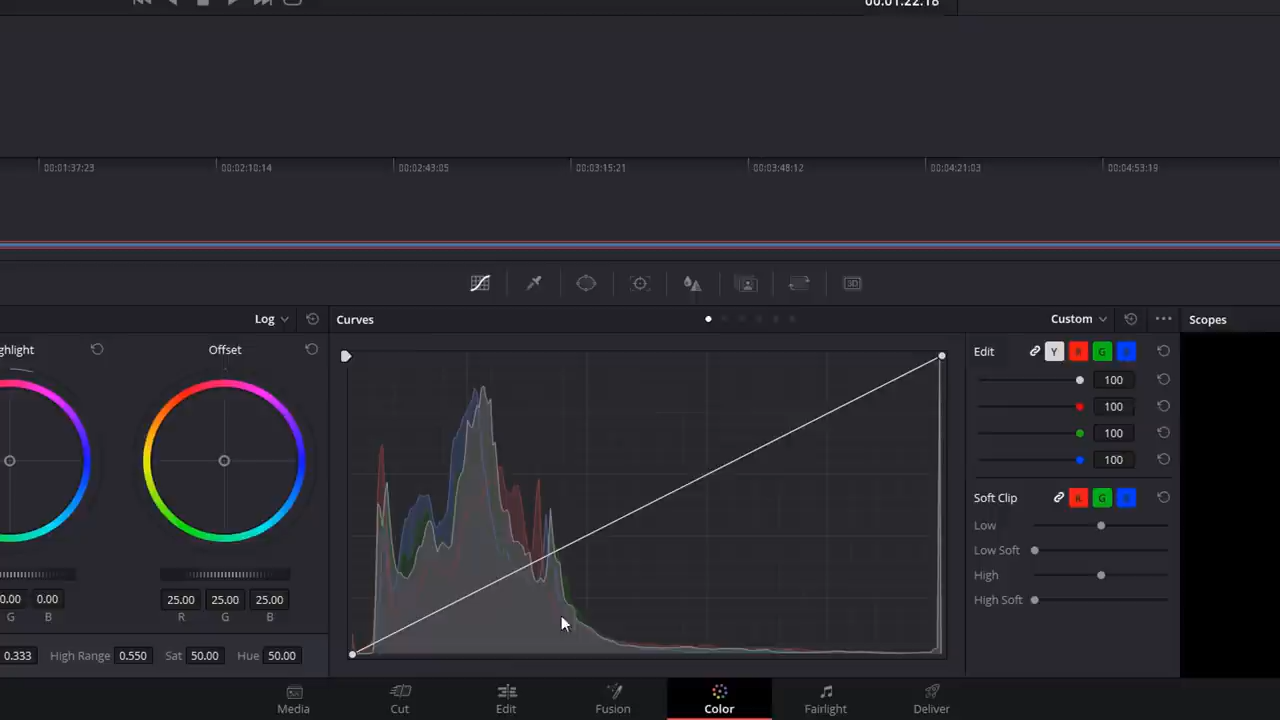 00:01:22:18
00:01:37:23 00:02:10:14 00:02:43:05 00:03:15:21 00:03:48:12 00:04:21:03 00:04:53:19
Log Curves Custom Scopes
Offset
Edit Y R G
100
100
100
100
Soft Clip R G
Low
Low Soft
High
High Soft
0.00 25.00 25.00 25.00
G B R G B
0.333 High Range 0.550 Sat 50.00 Hue 50.00
3D
Media Cut Edit Fusion Color Fairlight Deliver